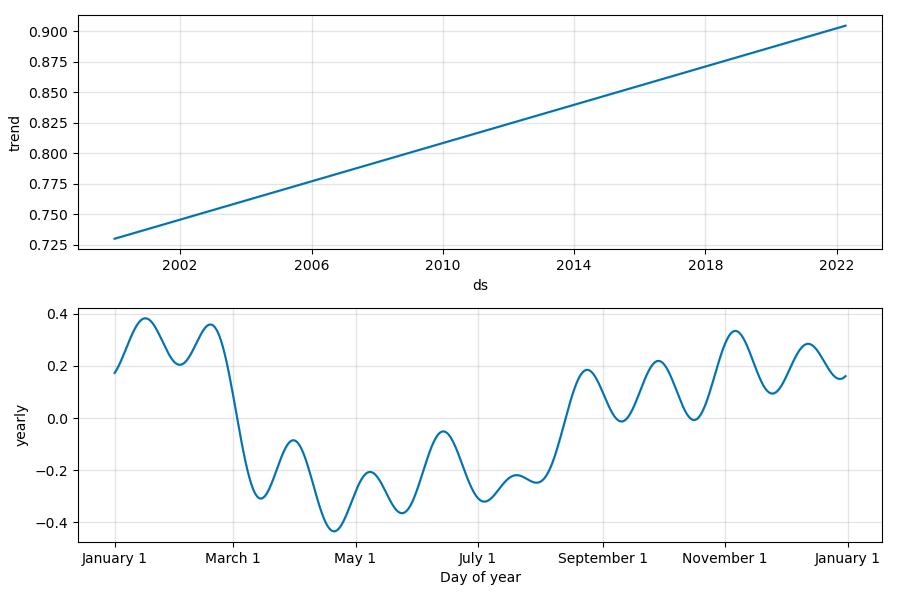 0.900
0.875
0.850
0.825
0.800
0.775
0.750
0.725
trend
2002 2006 2010 2014 2018 2022
ds
0.4
0.2
0.0
−0.2
−0.4
yearly
January 1 March 1 May 1 July 1 September 1 November 1 January 1
Day of year